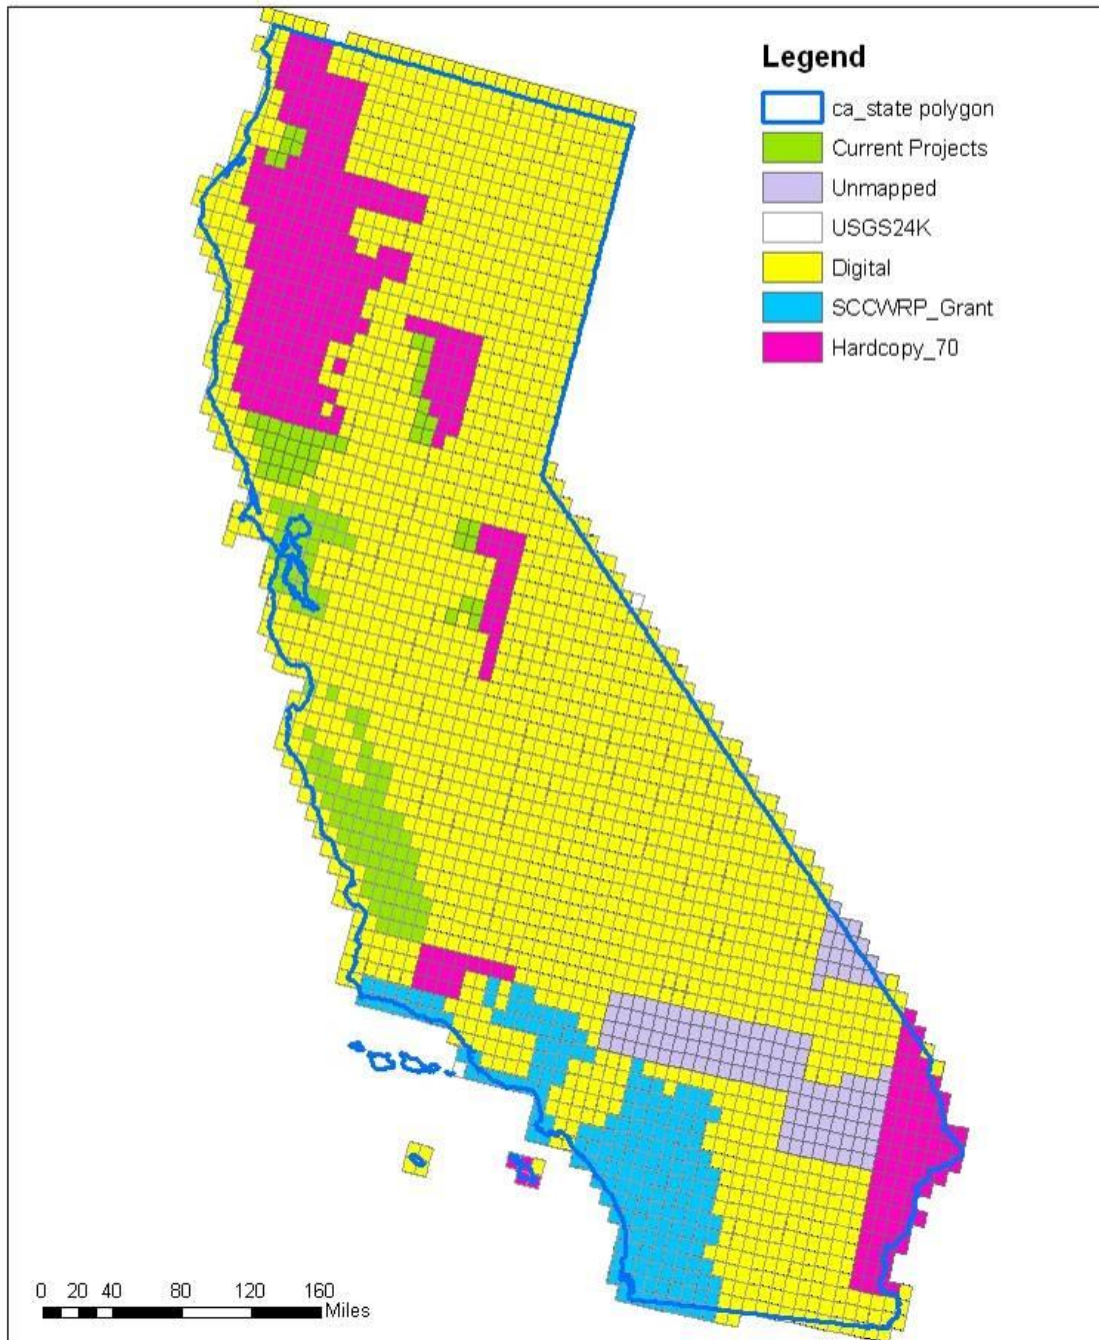 Legend
ca_state polygon
Current Projects
Unmapped
USGS24K
Digital
SCCWRP_Grant
Hardcopy_70
0 20 40 80 120 160
Miles